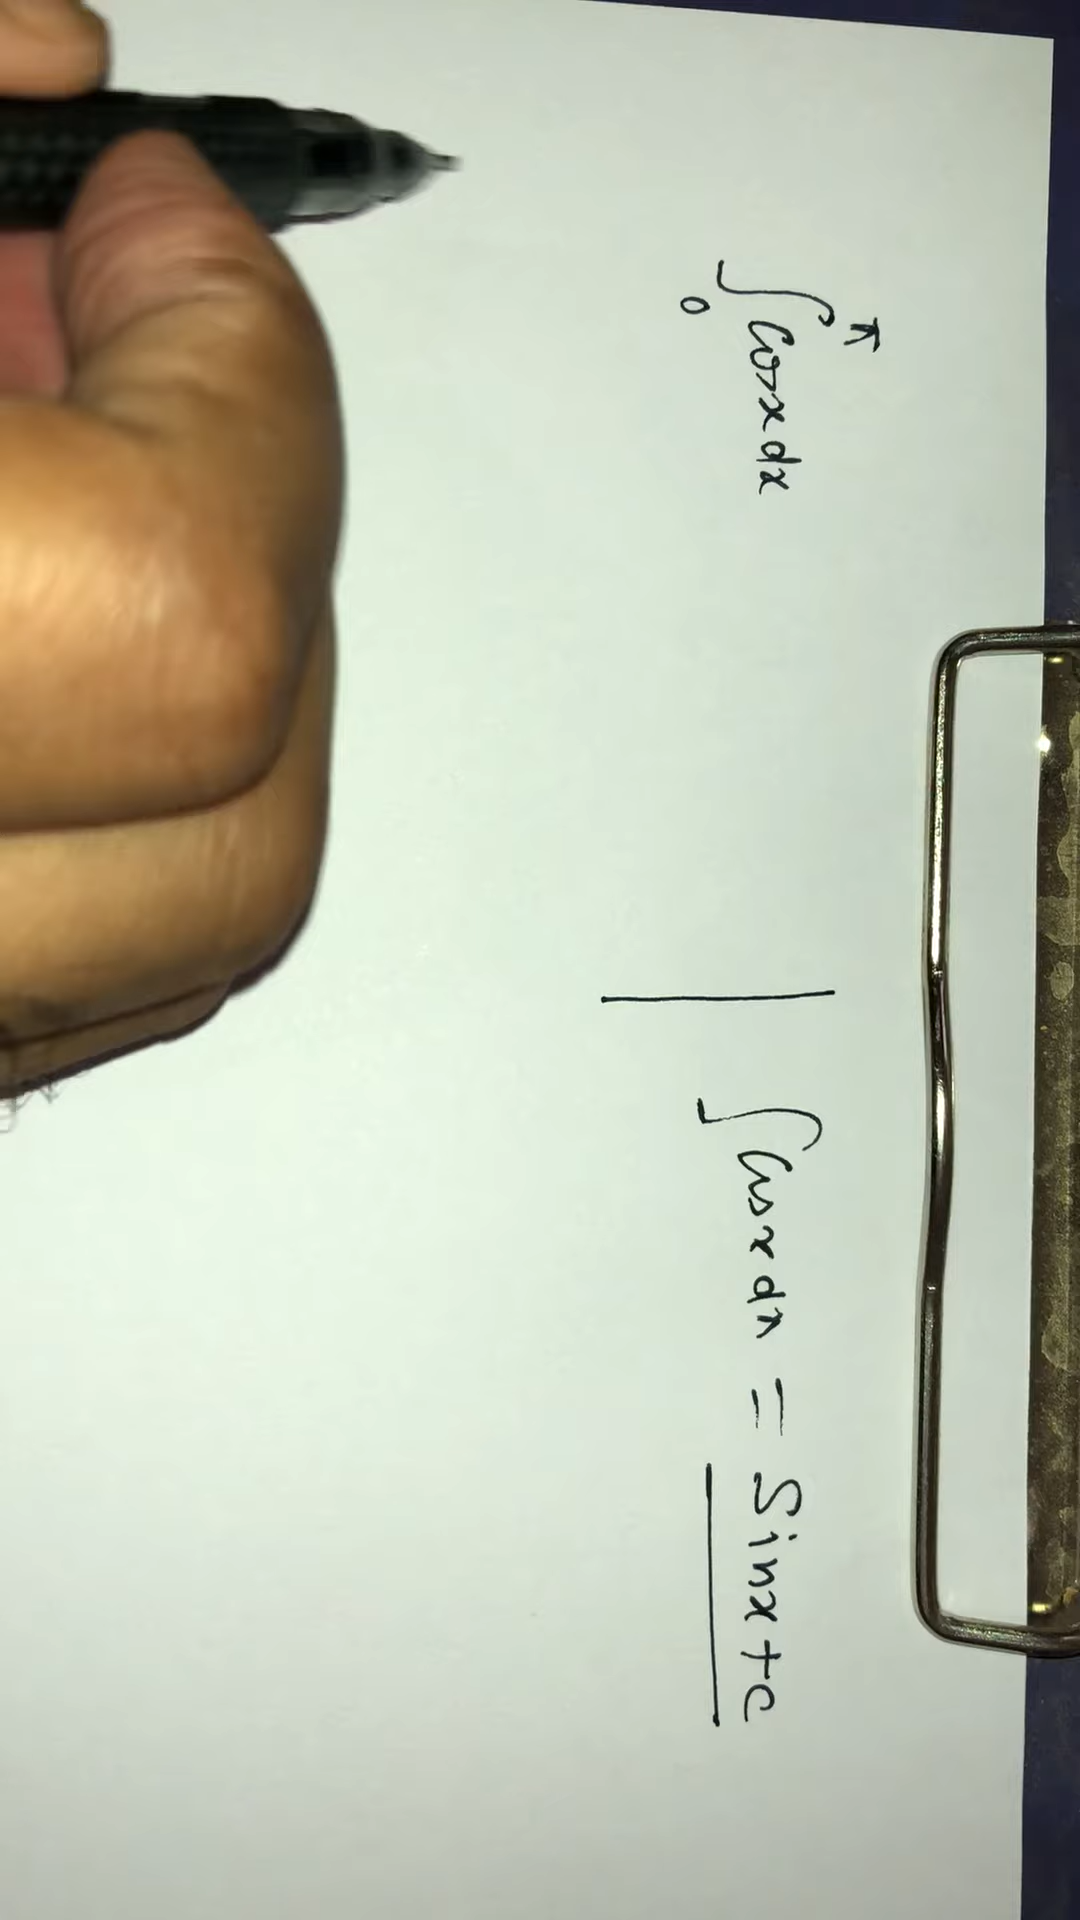 ∫₀^π cosx dx | ∫cosx dx = Sinx + c